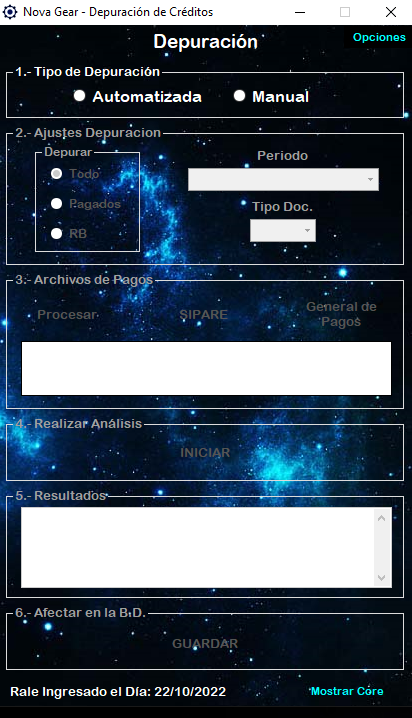 Nova Gear - Depuración de Créditos
Depuración
Opciones
1.- Tipo de Depuración
Automatizada
Manual
2.- Ajustes Depuracion
Depurar
Todo
Pagados
RB
Periodo
Tipo Doc.
3.- Archivos de Pagos
Procesar
SIPARE
General de
Pagos
4.- Realizar Análisis
INICIAR
5.- Resultados
6.- Afectar en la B.D.
GUARDAR
Rale Ingresado el Día: 22/10/2022
Mostrar Core